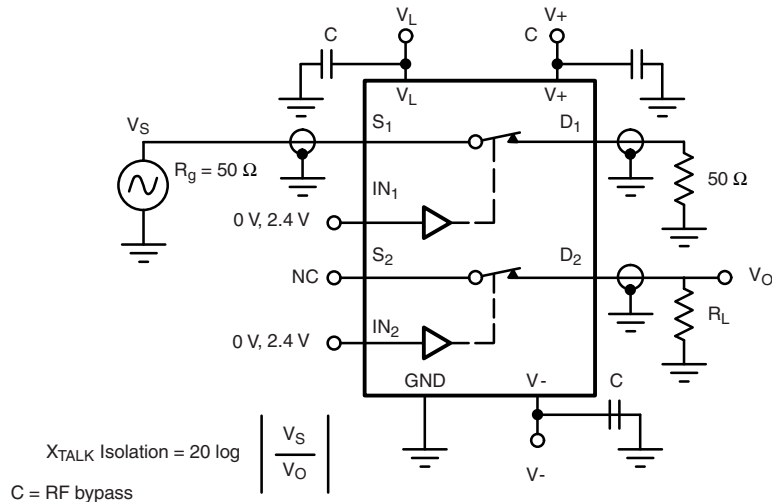 V_L V+
C C
V_L V+
V_S S_1 D_1
R_g = 50 Ω
50 Ω
IN_1
0 V, 2.4 V
S_2 D_2
NC V_O
IN_2 R_L
0 V, 2.4 V
GND V- C
X_TALK Isolation = 20 log | V_S / V_O |
V-
C = RF bypass